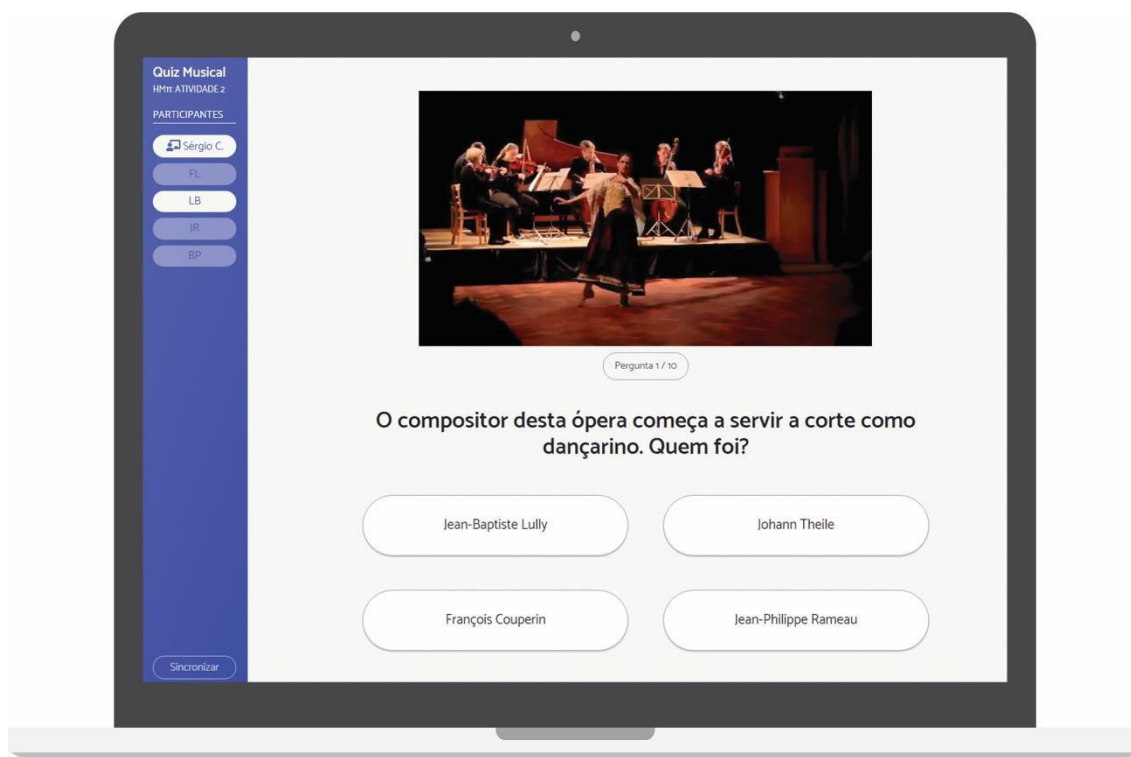 Quiz Musical
HM11: ATIVIDADE 2
PARTICIPANTES
Sérgio C.
FL
LB
JR
BP
Sincronizar
Pergunta 1 / 10
O compositor desta ópera começa a servir a corte como
dançarino. Quem foi?
Jean-Baptiste Lully
Johann Theile
François Couperin
Jean-Philippe Rameau